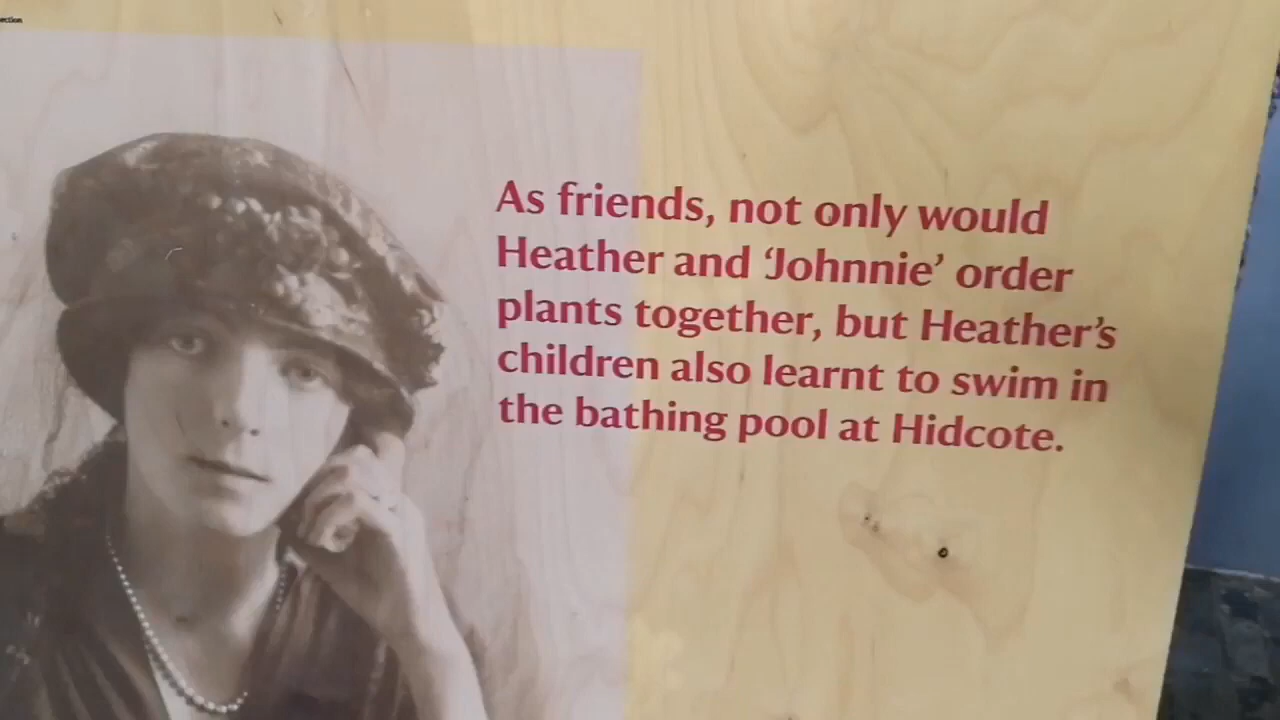 As friends, not only would
Heather and ‘Johnnie’ order
plants together, but Heather’s
children also learnt to swim in
the bathing pool at Hidcote.